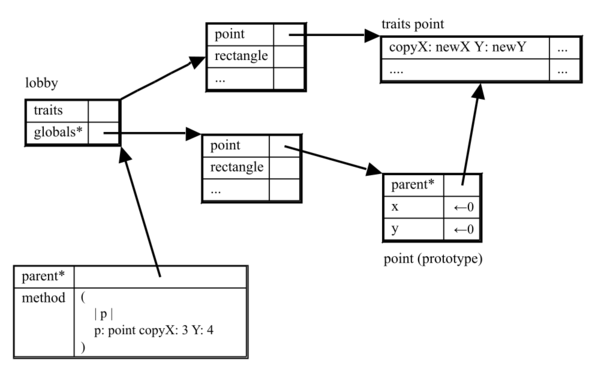 point
rectangle
...
traits point
copyX: newX Y: newY ...
.... ...
lobby
traits
globals*
point
rectangle
...
parent*
x ←0
y ←0
point (prototype)
parent*
method (
| p |
p: point copyX: 3 Y: 4
)